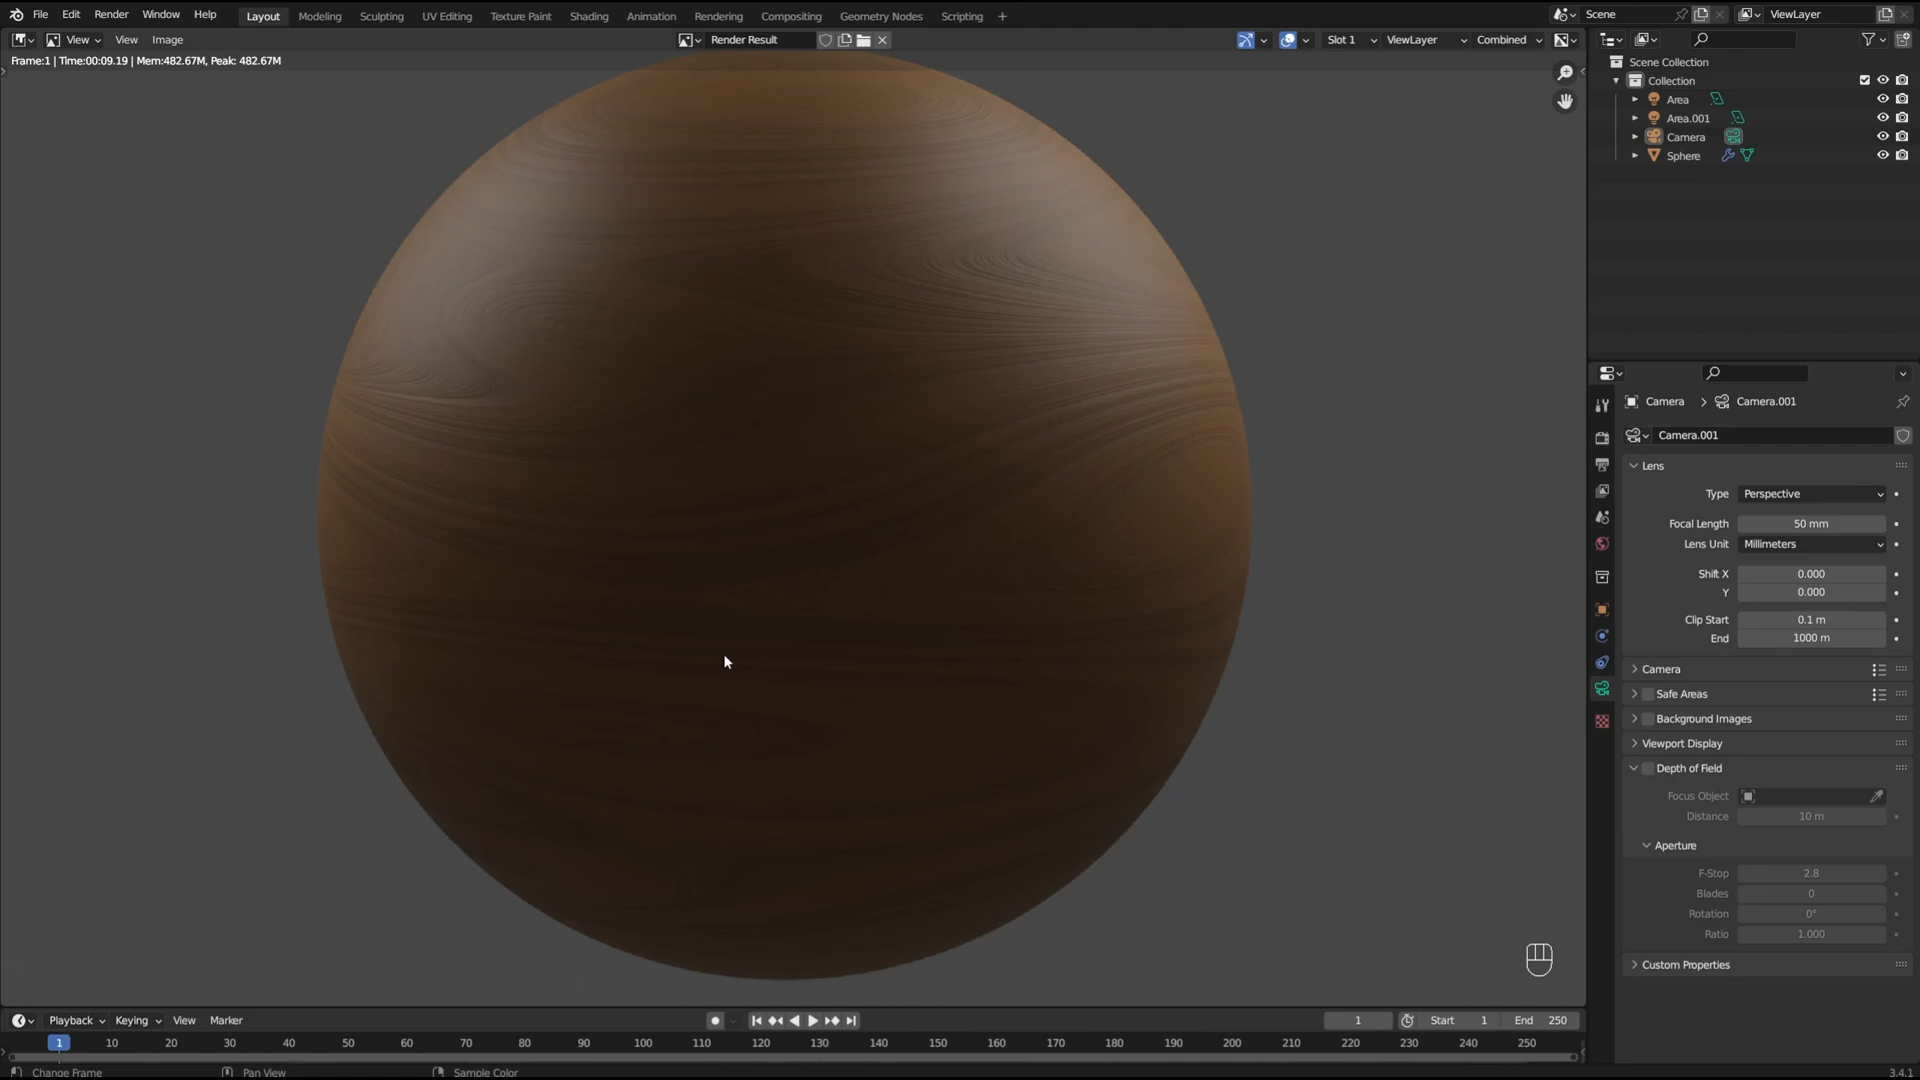 File Edit Render Window Help Layout Modeling Sculpting UV Editing Texture Paint Shading Animation Rendering Compositing Geometry Nodes Scripting + Scene ViewLayer
View View Image Render Result Slot 1 ViewLayer Combined
Frame:1 | Time:00:09.19 | Mem:482.67M, Peak: 482.67M
Scene Collection
Collection
Area
Area.001
Camera
Sphere
Camera > Camera.001
Camera.001
Lens
Type Perspective
Focal Length 50 mm
Lens Unit Millimeters
Shift X 0.000
Y 0.000
Clip Start 0.1 m
End 1000 m
Camera
Safe Areas
Background Images
Viewport Display
Depth of Field
Focus Object
Distance 10 m
Aperture
F-Stop 2.8
Blades 0
Rotation 0°
Ratio 1.000
Custom Properties
Playback Keying View Marker 1 Start 1 End 250
1 10 20 30 40 50 60 70 80 90 100 110 120 130 140 150 160 170 180 190 200 210 220 230 240 250
Change Frame Pan View Sample Color 3.4.1